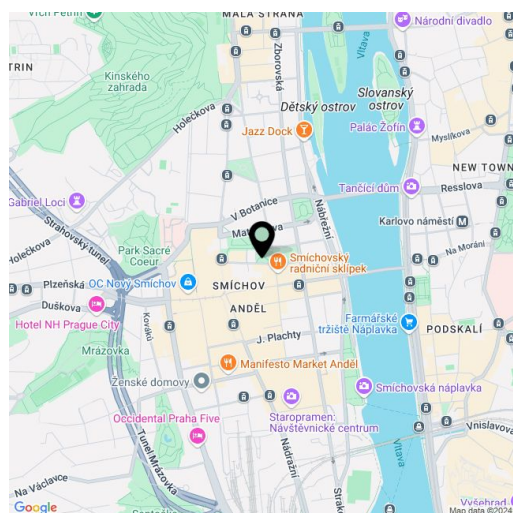 Vrch Petřín
MALÁ STRANA
Národní divadlo
TRIN
Kinského
zahrada
Zborovská
Vltava
Slovanský
ostrov
Dětský ostrov
Holečkova
Jazz Dock
Palác Žofín
Myslíkova
NEW TOWN
Tančící dům
Resslova
Gabriel Loci
V Botanice
Nábřežní
Karlovo náměstí
M
Holečkova
Strahovský tunel
Park Sacré
Coeur
Na Moráni
Smíchovský
radniční sklípek
Plzeňská
OC Nový Smíchov
SMÍCHOV
Duškova
ANDĚL
Farmářské
tržiště Náplavka
PODSKALÍ
Hotel NH Prague City
Kováků
J. Plachty
Mrázovka
Manifesto Market Anděl
Ženské domovy
Smíchovská náplavka
Staropramen:
Návštěvnické centrum
Occidental Praha Five
Tunel Mrázovka
Nádražní
Vnislavova
Vltava
Na Václavce
Strako
Vyšehrad
Google
Map data ©2024